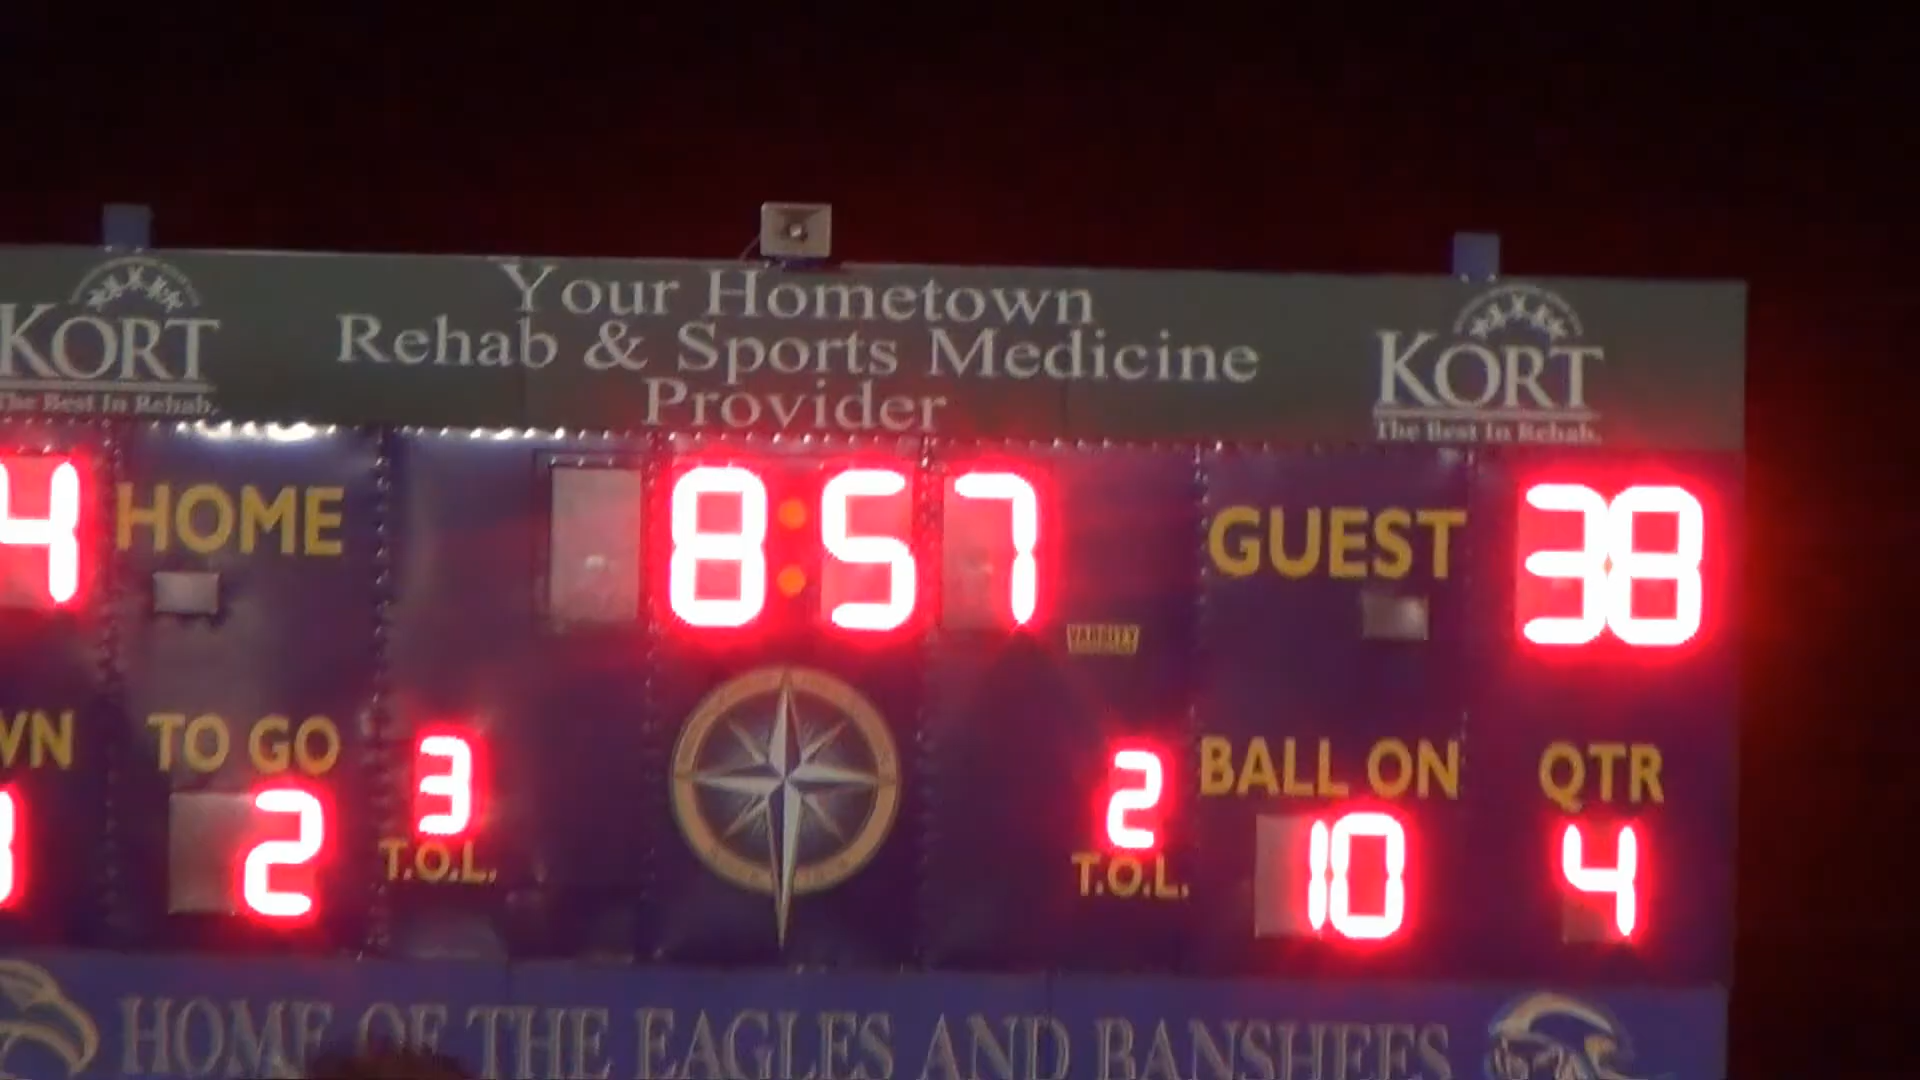 Your Hometown
Rehab & Sports Medicine
Provider
KORT
The Best In Rehab.
KORT
The Best In Rehab.
4 HOME 8:57 GUEST 38
VARSITY
WN TO GO 3 T.O.L. 2 T.O.L. BALL ON QTR
2 10 4
HOME OF THE EAGLES AND BANSHEES